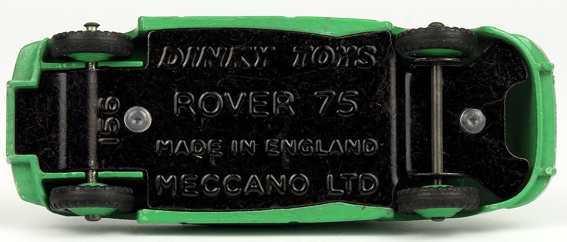 DINKY TOYS
ROVER 75
156
MADE IN ENGLAND
MECCANO LTD